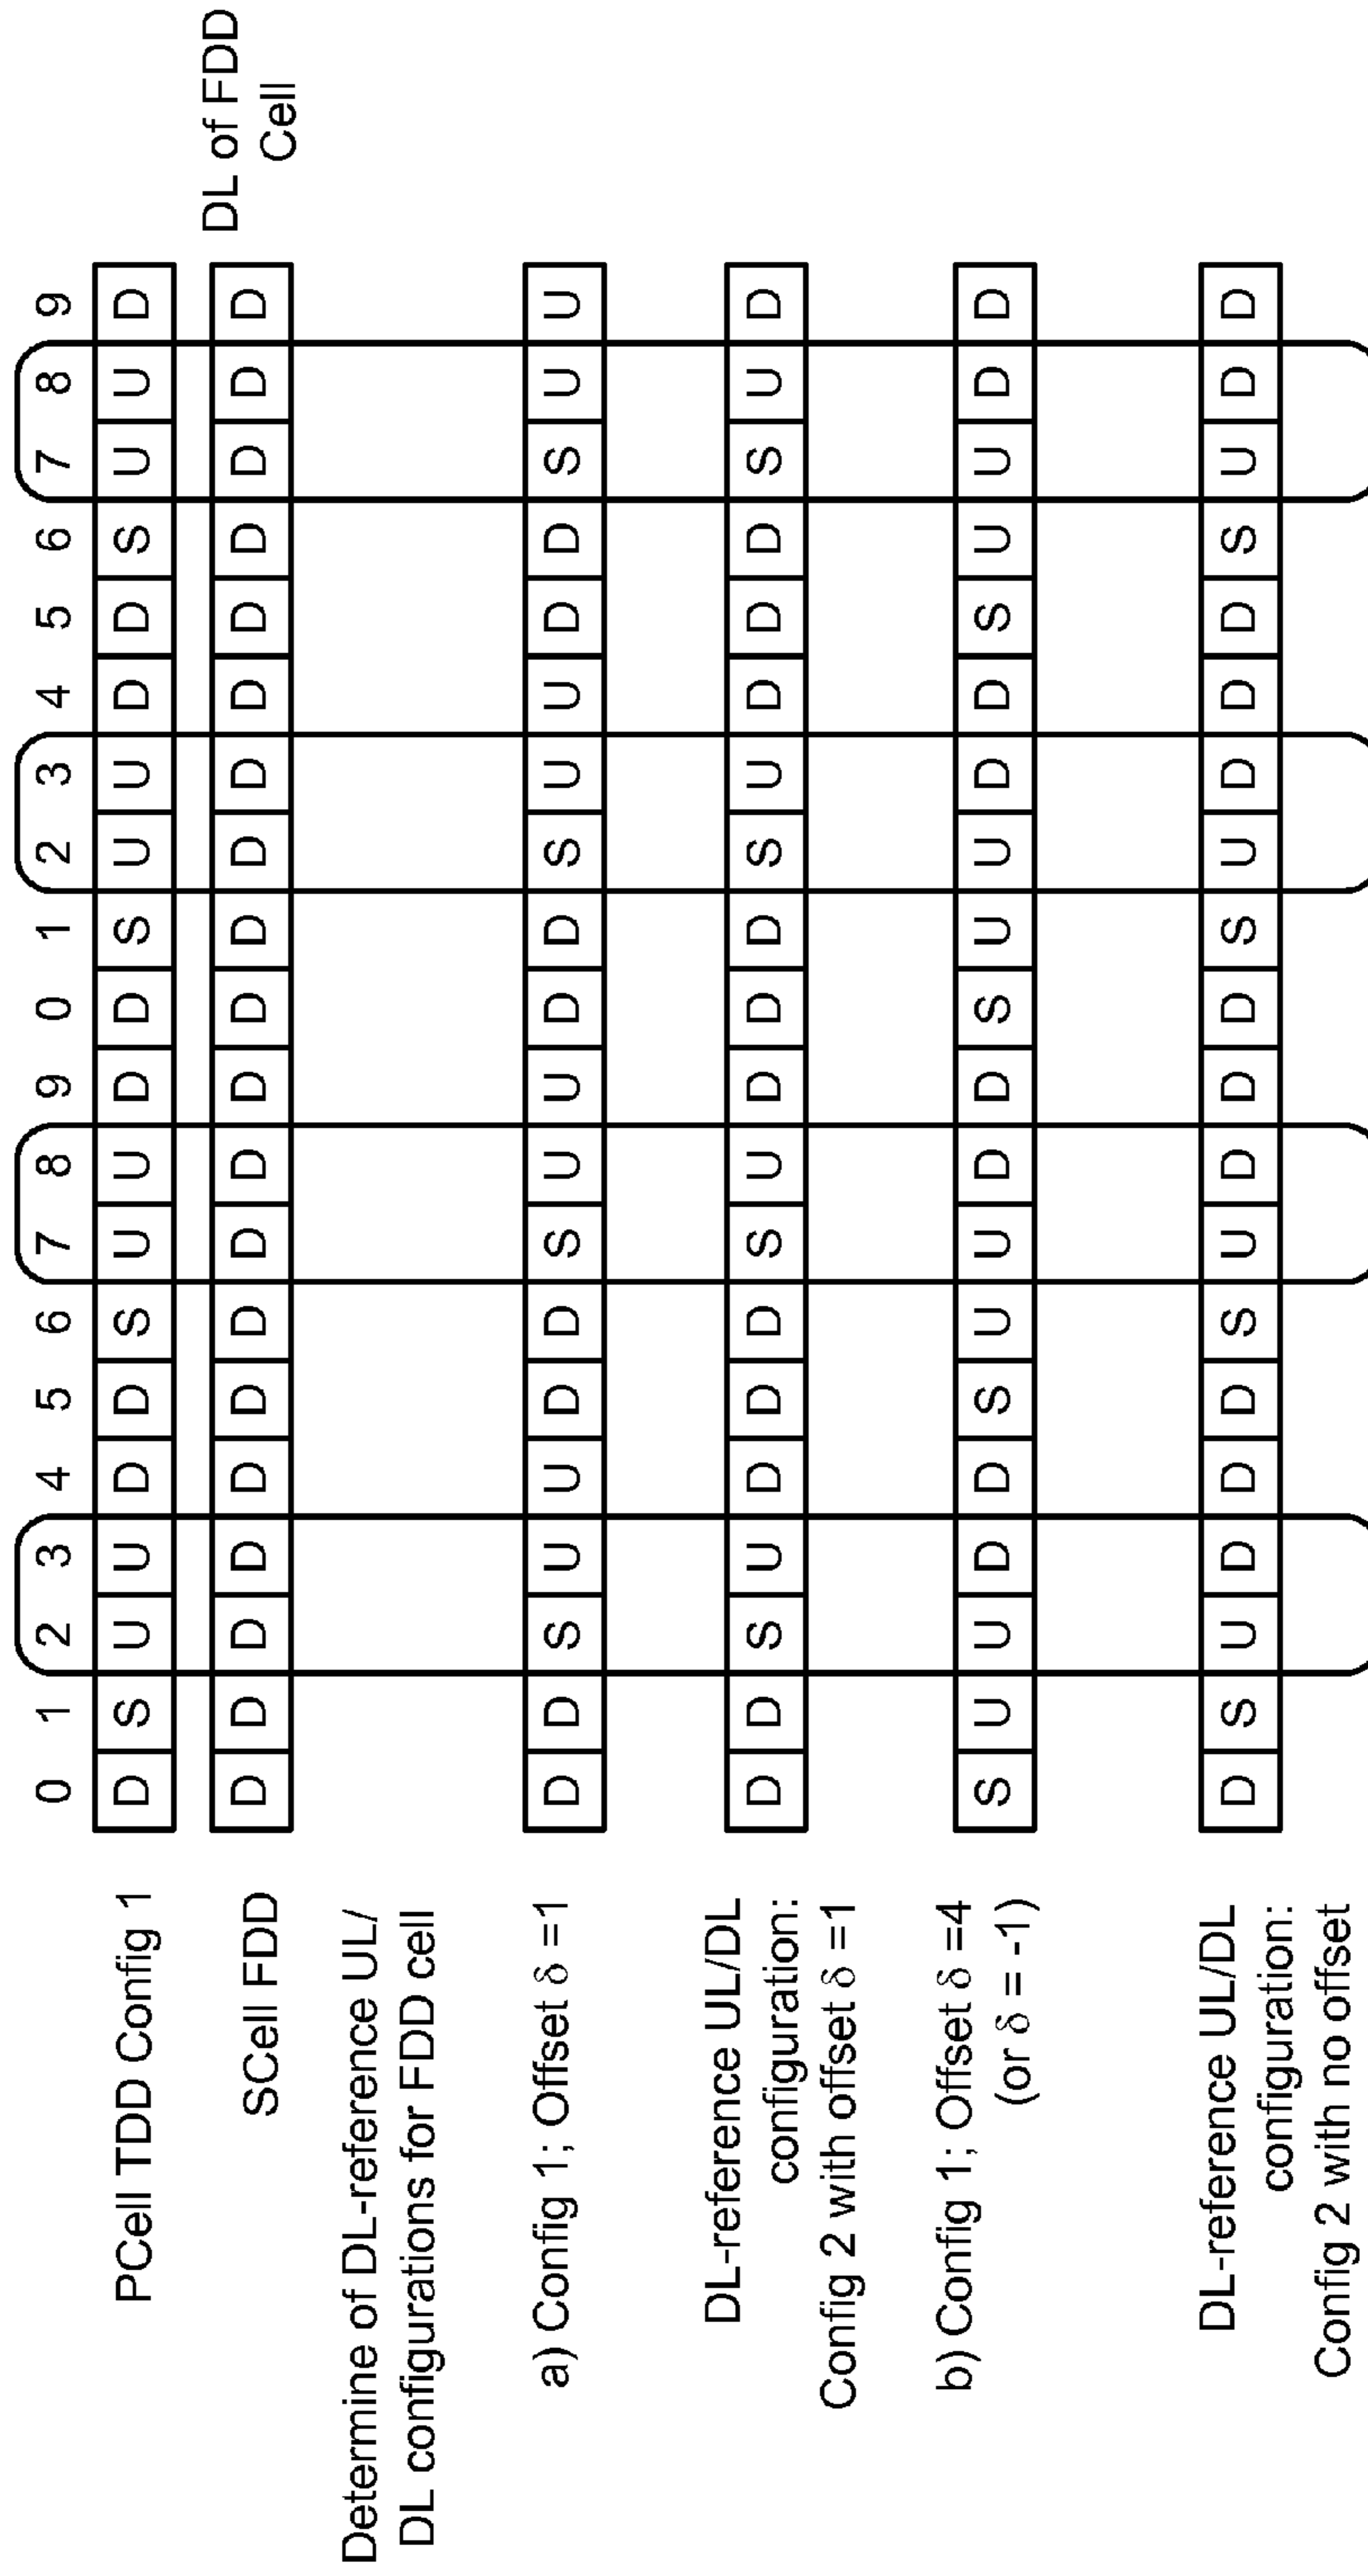 0 1 2 3 4 5 6 7 8 9 0 1 2 3 4 5 6 7 8 9
PCell TDD Config 1
D S U U D D S U U D D S U U D D S U U D
SCell FDD
D D D D D D D D D D D D D D D D D D D D
DL of FDD
Cell
Determine of DL-reference UL/
DL configurations for FDD cell
a) Config 1; Offset δ =1
D D S U U D D S U U D D S U U D D S U U
DL-reference UL/DL
configuration:
Config 2 with offset δ =1
D D S U D D D S U D D D S U D D D S U D
b) Config 1; Offset δ =4
(or δ = -1)
S U U D D S U U D D S U U D D S U U D D
DL-reference UL/DL
configuration:
Config 2 with no offset
D S U D D D S U D D D S U D D D S U D D